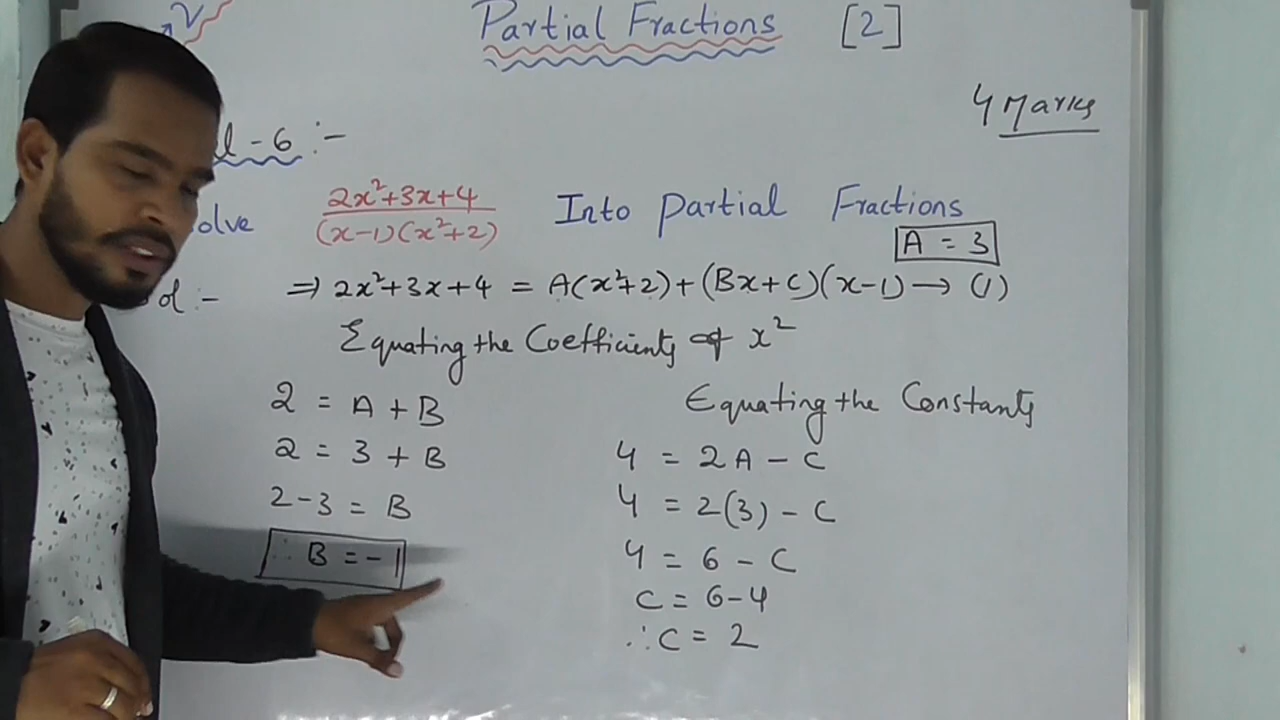 Partial Fractions [2]
4 Marks
l-6:-
olve (2x²+3x+4)/((x-1)(x²+2)) Into Partial Fractions
A = 3
ol:- ⇒ 2x²+3x+4 = A(x²+2)+(Bx+C)(x-1) → (1)
Equating the Coefficients of x²
2 = A + B
2 = 3 + B
2-3 = B
∴ B = -1
Equating the Constants
4 = 2A - C
4 = 2(3) - C
4 = 6 - C
C = 6-4
∴ C = 2